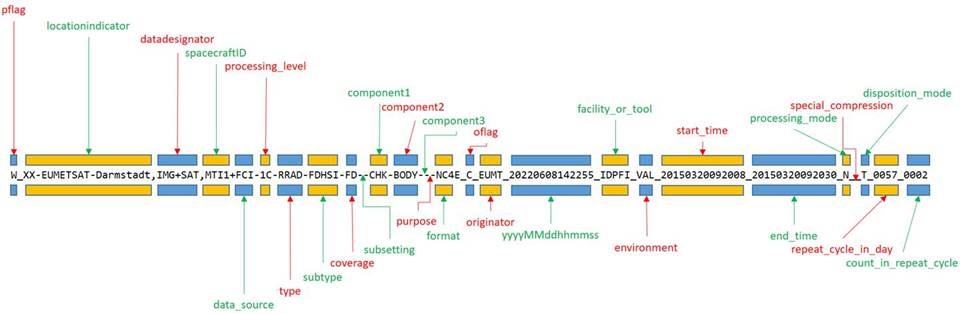 pflag
locationindicator
datadesignator
spacecraftID
processing_level
component1
component2
component3
oflag
facility_or_tool
start_time
special_compression
processing_mode
disposition_mode
W_XX-EUMETSAT-Darmstadt,IMG+SAT,MTI1+FCI-1C-RRAD-FDHSI-FD--CHK-BODY---NC4E_C_EUMT_20220608142255_IDPFI_VAL_20150320092008_20150320092030_N__T_0057_0002
data_source
type
subtype
coverage
subsetting
purpose
format
originator
yyyyMMddhhmmss
environment
end_time
repeat_cycle_in_day
count_in_repeat_cycle